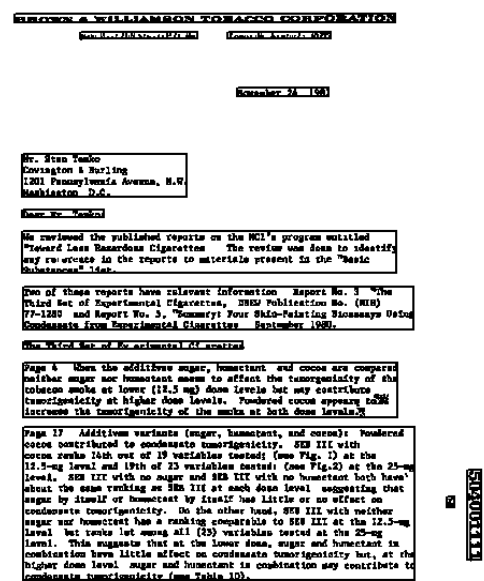 BROWN & WILLIAMSON TOBACCO CORPORATION
November 24 198
Mr. Stan Temko
Covington & Burling
1201 Pennsylvania Avenue, N.W.
Washington D.C.
Dear Mr. Temko:
We reviewed the published reports on the NCI's program entitled
"Toward Less Hazardous Cigarettes The review was done to identify
any reference in the reports to materials present in the "Basic
Substances" list.
Two of these reports have relevant information Report No. 3 "The
Third Set of Experimental Cigarettes, DHEW Publication No. (NIH)
77-1280 and Report No. 5, "Summary: Four Skin-Painting Bioassays Using
Condensate from Experimental Cigarettes September 1980.
The Third Set of Experimental Cigarettes
Page 4 When the additives sugar, humectant and cocoa are compared
neither sugar nor humectant seems to affect the tumorgenicity of the
tobacco smoke at lower (12.5 mg) dose levels but may contribute
tumorigenicity at higher dose levels. Powdered cocoa appears to
increase the tumorigenicity of the smoke at both dose levels.
Page 17 Additives variants (sugar, humectant, and cocoa): Powdered
cocoa contributed to condensate tumorigenicity. SEB III with
cocoa ranks 14th out of 19 variables tested; (see Fig. 1) at the
12.5-mg level and 19th of 23 variables tested: (see Fig.2) at the 25-mg
level. SEB III with no sugar and SEB III with no humectant both have
about the same ranking as SEB III at each dose level suggesting that
sugar by itself or humectant by itself has little or no effect on
condensate tumorigenicity. On the other hand, SEB III with neither
sugar nor humectant has a ranking comparable to SEB III at the 12.5-mg
level but ranks 1st among all (23) variables tested at the 25-mg
level. This suggests that at the lower dose, sugar and humectant in
combination have little affect on condensate tumorigenicity but, at the
higher dose level sugar and humectant in combination may contribute to
condensate tumorigenicity (see Table 10).